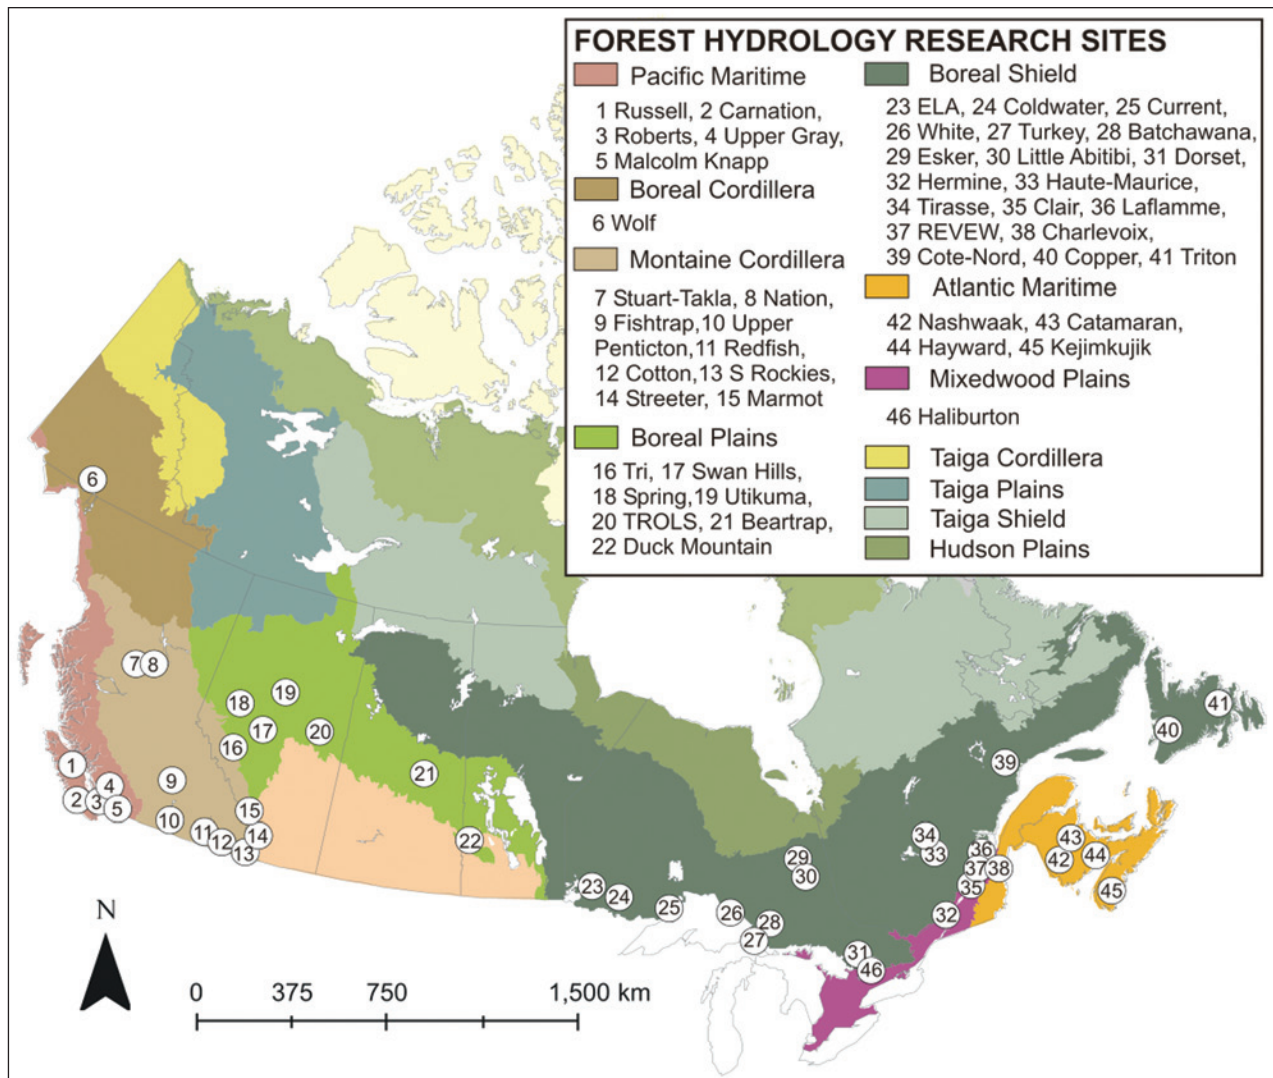 FOREST HYDROLOGY RESEARCH SITES
Pacific Maritime
1 Russell, 2 Carnation,
3 Roberts, 4 Upper Gray,
5 Malcolm Knapp
Boreal Cordillera
6 Wolf
Montaine Cordillera
7 Stuart-Takla, 8 Nation,
9 Fishtrap,10 Upper
Penticton,11 Redfish,
12 Cotton,13 S Rockies,
14 Streeter, 15 Marmot
Boreal Plains
16 Tri, 17 Swan Hills,
18 Spring,19 Utikuma,
20 TROLS, 21 Beartrap,
22 Duck Mountain
Boreal Shield
23 ELA, 24 Coldwater, 25 Current,
26 White, 27 Turkey, 28 Batchawana,
29 Esker, 30 Little Abitibi, 31 Dorset,
32 Hermine, 33 Haute-Maurice,
34 Tirasse, 35 Clair, 36 Laflamme,
37 REVEW, 38 Charlevoix,
39 Cote-Nord, 40 Copper, 41 Triton
Atlantic Maritime
42 Nashwaak, 43 Catamaran,
44 Hayward, 45 Kejimkujik
Mixedwood Plains
46 Haliburton
Taiga Cordillera
Taiga Plains
Taiga Shield
Hudson Plains
6
7
8
19
18
17
20
16
1
4
2
3
5
9
21
10
15
11
12
14
13
22
23
24
25
26
28
27
29
30
31
46
32
34
33
36
37
38
35
39
40
41
43
42
44
45
N
0
375
750
1,500 km